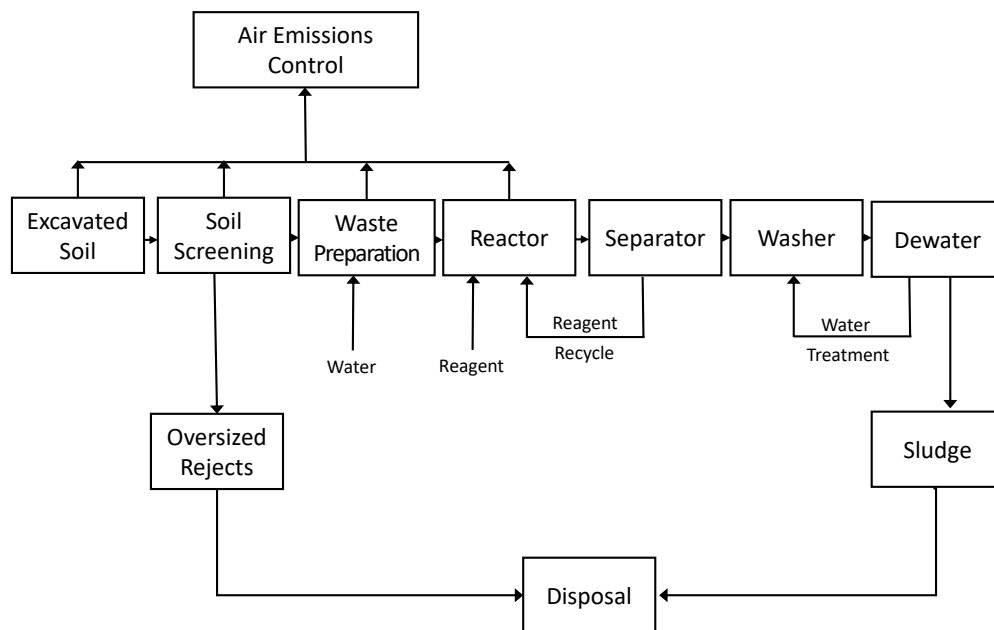 Air Emissions
Control
Excavated
Soil
Soil
Screening
Waste
Preparation
Reactor
Separator
Washer
Dewater
Water
Reagent
Reagent
Recycle
Water
Treatment
Oversized
Rejects
Sludge
Disposal